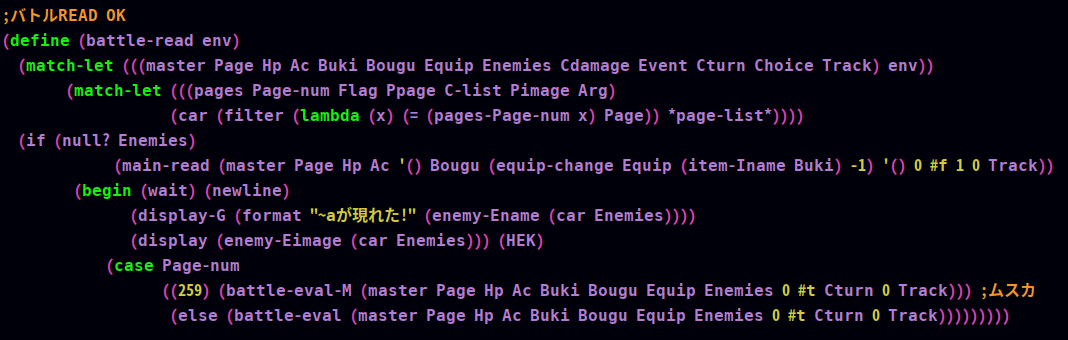 ;バトルREAD OK
(define (battle-read env)
(match-let (((master Page Hp Ac Buki Bougu Equip Enemies Cdamage Event Cturn Choice Track) env))
(match-let (((pages Page-num Flag Ppage C-list Pimage Arg)
(car (filter (lambda (x) (= (pages-Page-num x) Page)) *page-list*))))
(if (null? Enemies)
(main-read (master Page Hp Ac '() Bougu (equip-change Equip (item-Iname Buki) -1) '() 0 #f 1 0 Track))
(begin (wait) (newline)
(display-G (format "~aが現れた!" (enemy-Ename (car Enemies))))
(display (enemy-Eimage (car Enemies))) (HEK)
(case Page-num
((259) (battle-eval-M (master Page Hp Ac Buki Bougu Equip Enemies 0 #t Cturn 0 Track))) ;ムスカ
(else (battle-eval (master Page Hp Ac Buki Bougu Equip Enemies 0 #t Cturn 0 Track)))))))))